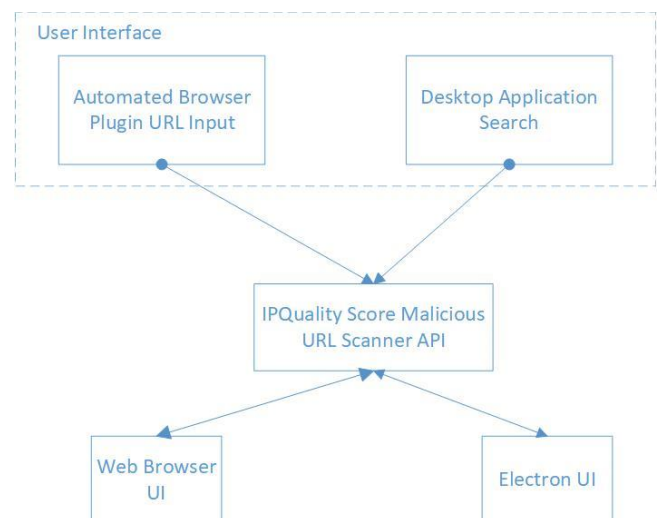 User Interface
Automated Browser
Plugin URL Input
Desktop Application
Search
IPQuality Score Malicious
URL Scanner API
Web Browser
UI
Electron UI